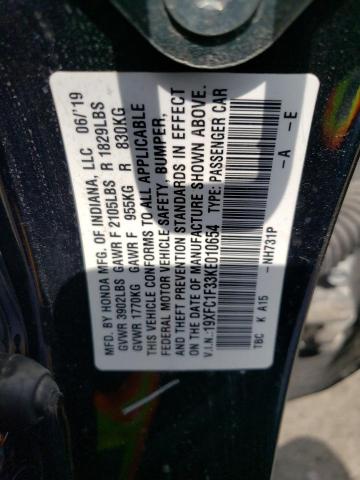 MFD. BY HONDA MFG. OF INDIANA, LLC 06/'19
GVWR 3902LBS GAWR F 2105LBS R 1829LBS
GVWR 1770KG GAWR F 955KG R 830KG
THIS VEHICLE CONFORMS TO ALL APPLICABLE
FEDERAL MOTOR VEHICLE SAFETY, BUMPER,
AND THEFT PREVENTION STANDARDS IN EFFECT
ON THE DATE OF MANUFACTURE SHOWN ABOVE.
V.I.N.:19XFC1F33KE010654 TYPE: PASSENGER CAR
—NH731P —A —E
TBC K A15